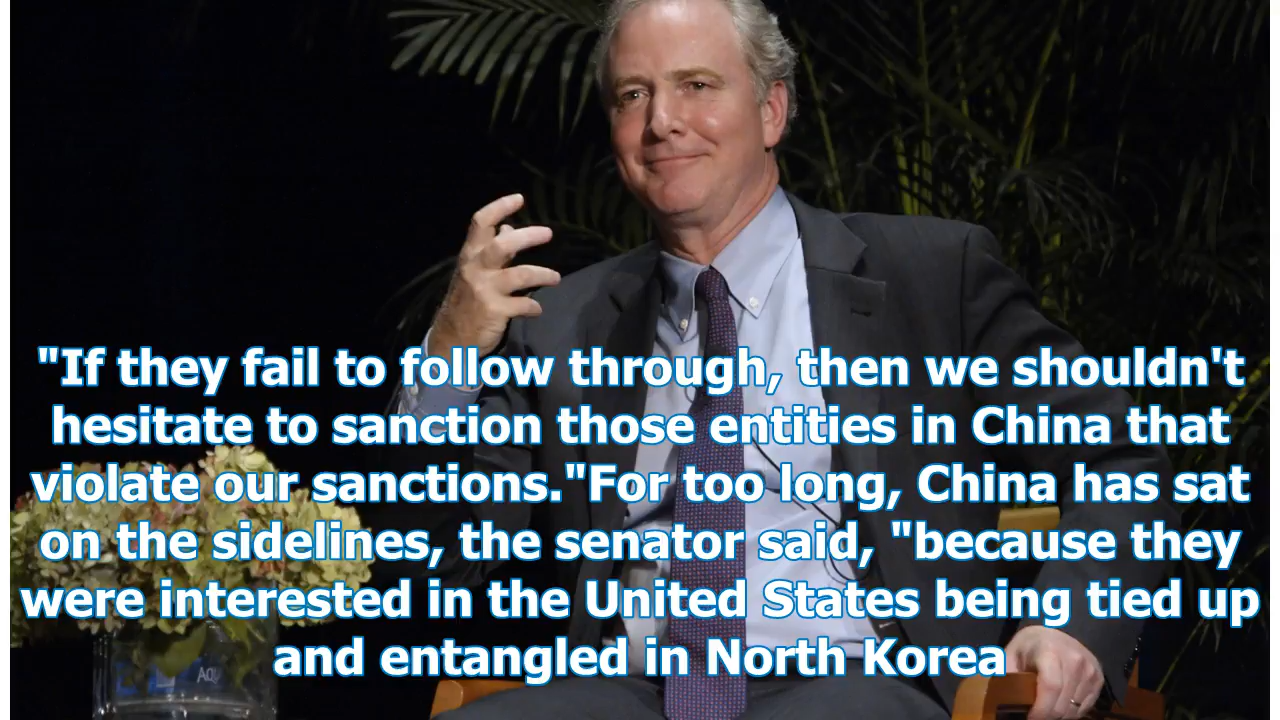 "If they fail to follow through, then we shouldn't
hesitate to sanction those entities in China that
violate our sanctions."For too long, China has sat
on the sidelines, the senator said, "because they
were interested in the United States being tied up
and entangled in North Korea